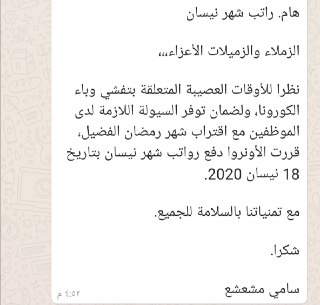 هام. راتب شهر نيسان
الزملاء والزميلات الأعزاء،،،
نظرا للأوقات العصيبة المتعلقة بتفشي وباء
الكورونا، ولضمان توفر السيولة اللازمة لدى
الموظفين مع اقتراب شهر رمضان الفضيل،
قررت الأونروا دفع رواتب شهر نيسان بتاريخ
18 نيسان 2020.
مع تمنياتنا بالسلامة للجميع.
شكرا.
سامي مشعشع
٤:٥٢ م